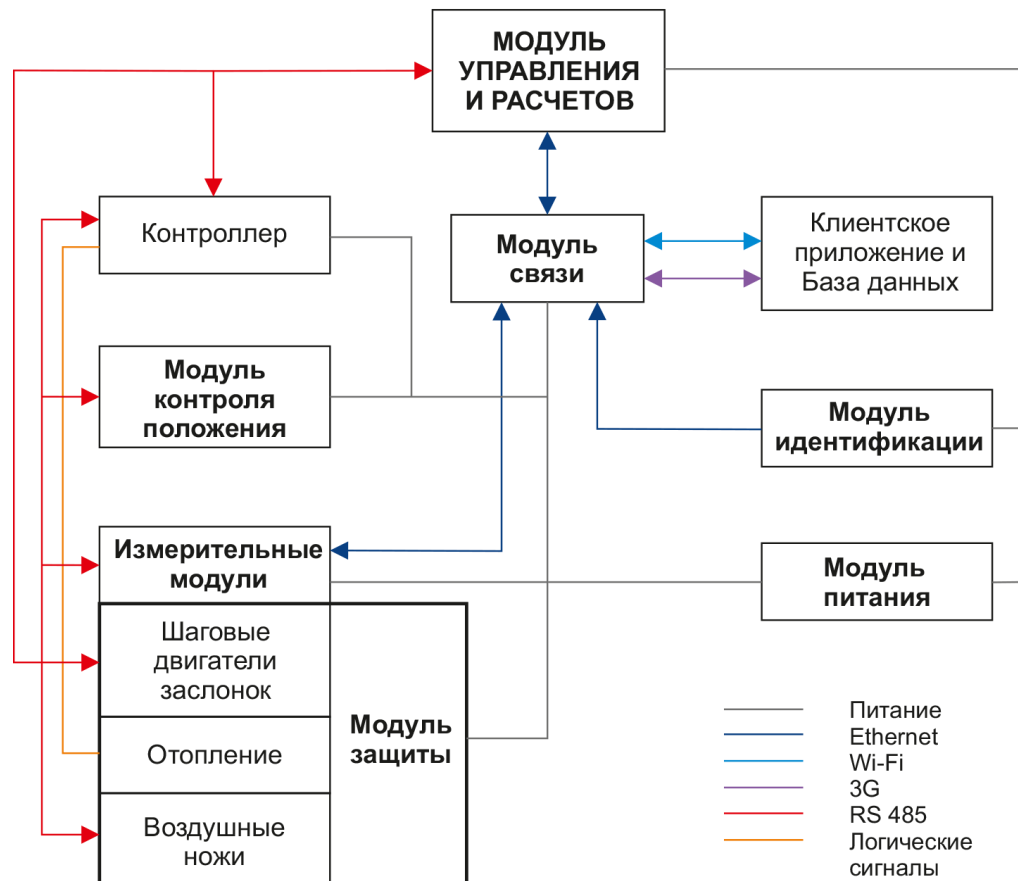 МОДУЛЬ
УПРАВЛЕНИЯ
И РАСЧЕТОВ
Контроллер
Модуль
связи
Клиентское
приложение и
База данных
Модуль
контроля
положения
Модуль
идентификации
Измерительные
модули
Модуль
питания
Шаговые
двигатели
заслонок
Модуль
защиты
Отопление
Воздушные
ножи
Питание
Ethernet
Wi-Fi
3G
RS 485
Логические
сигналы